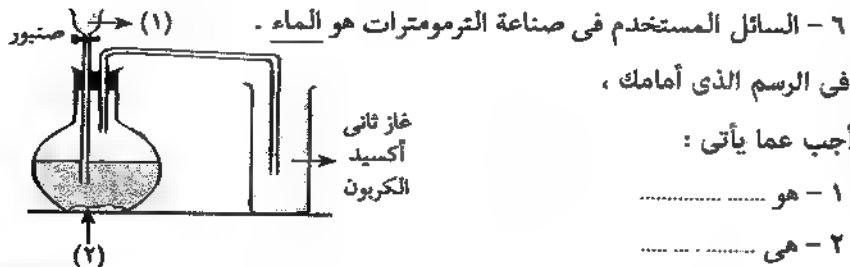 ٦ – السائل المستخدم فى صناعة الترمومترات هو الماء .
فى الرسم الذى أمامك ،
أجب عما يأتى :
١ – هو ....................
٢ – هى ....................
(١)
صنبور
غاز ثانى
أكسيد
الكربون
(٢)